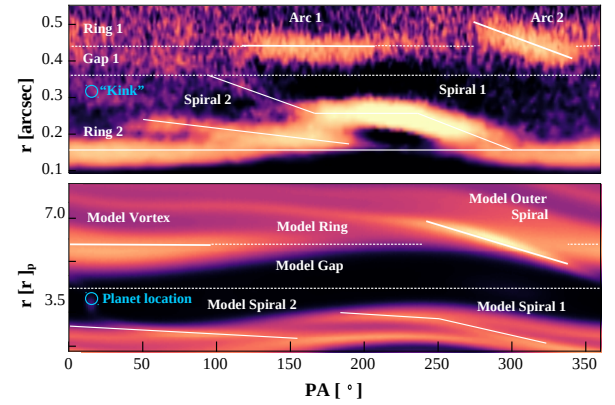 0.5
0.4
0.3
0.2
0.1
r [arcsec]
Ring 1
Arc 1
Arc 2
Gap 1
"Kink"
Spiral 2
Spiral 1
Ring 2
7.0
3.5
r [r ]p
Model Vortex
Model Ring
Model Outer
Spiral
Model Gap
Planet location
Model Spiral 2
Model Spiral 1
0 50 100 150 200 250 300 350
PA [ ° ]